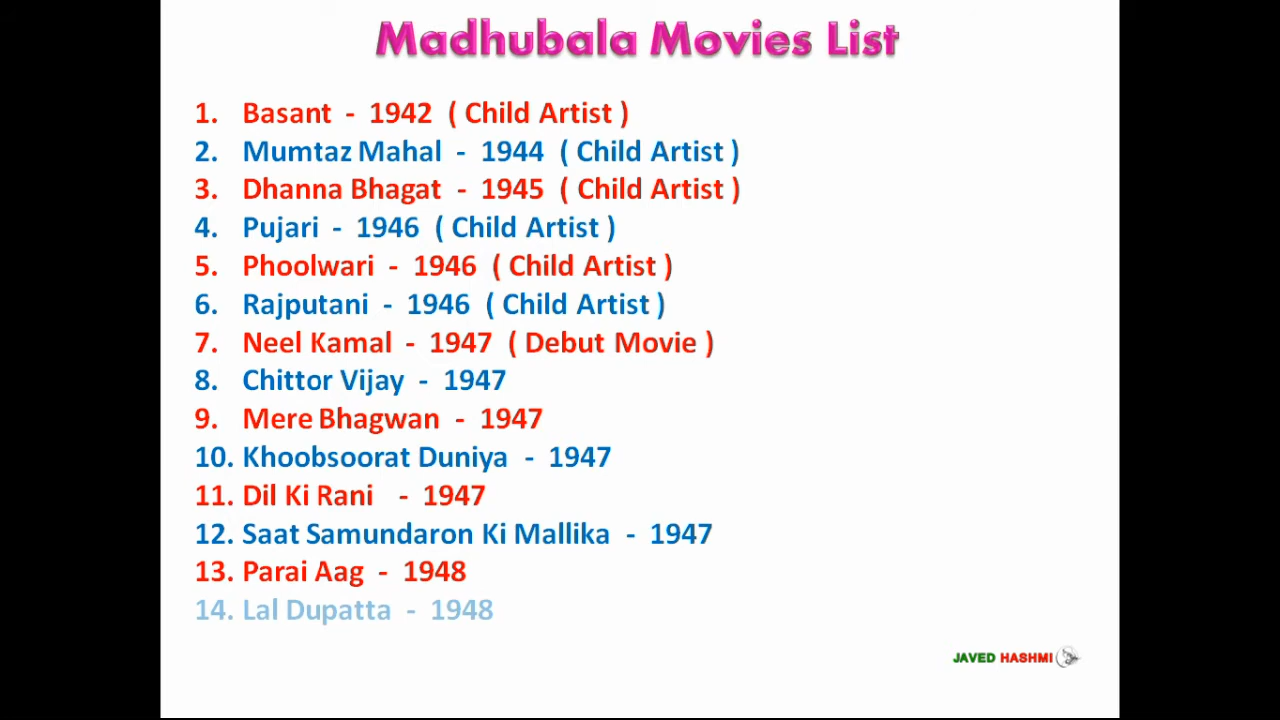 Madhubala Movies List
1. Basant - 1942 ( Child Artist )
2. Mumtaz Mahal - 1944 ( Child Artist )
3. Dhanna Bhagat - 1945 ( Child Artist )
4. Pujari - 1946 ( Child Artist )
5. Phoolwari - 1946 ( Child Artist )
6. Rajputani - 1946 ( Child Artist )
7. Neel Kamal - 1947 ( Debut Movie )
8. Chittor Vijay - 1947
9. Mere Bhagwan - 1947
10. Khoobsoorat Duniya - 1947
11. Dil Ki Rani - 1947
12. Saat Samundaron Ki Mallika - 1947
13. Parai Aag - 1948
14. Lal Dupatta - 1948
JAVED HASHMI